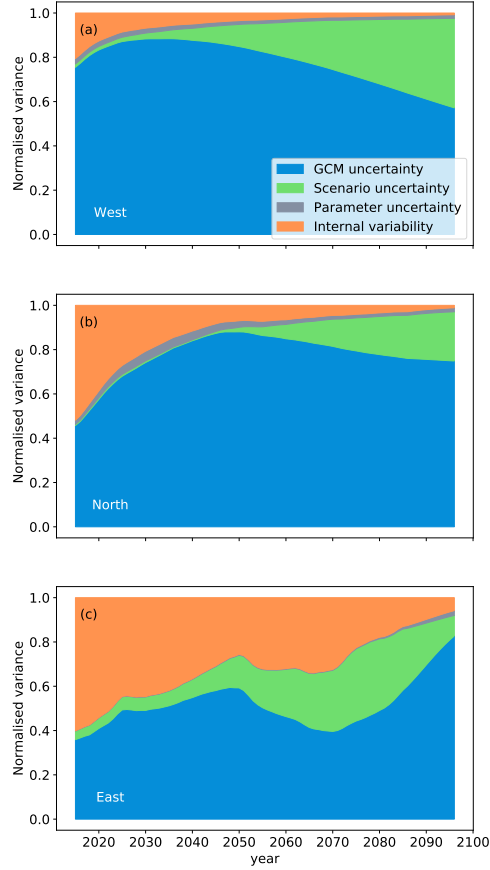 1.0
(a)
0.8
0.6
Normalised variance
0.4
GCM uncertainty
Scenario uncertainty
0.2
Parameter uncertainty
West
Internal variability
0.0
1.0
(b)
0.8
0.6
Normalised variance
0.4
0.2
North
0.0
1.0
(c)
0.8
0.6
Normalised variance
0.4
0.2
East
0.0
2020 2030 2040 2050 2060 2070 2080 2090 2100
year